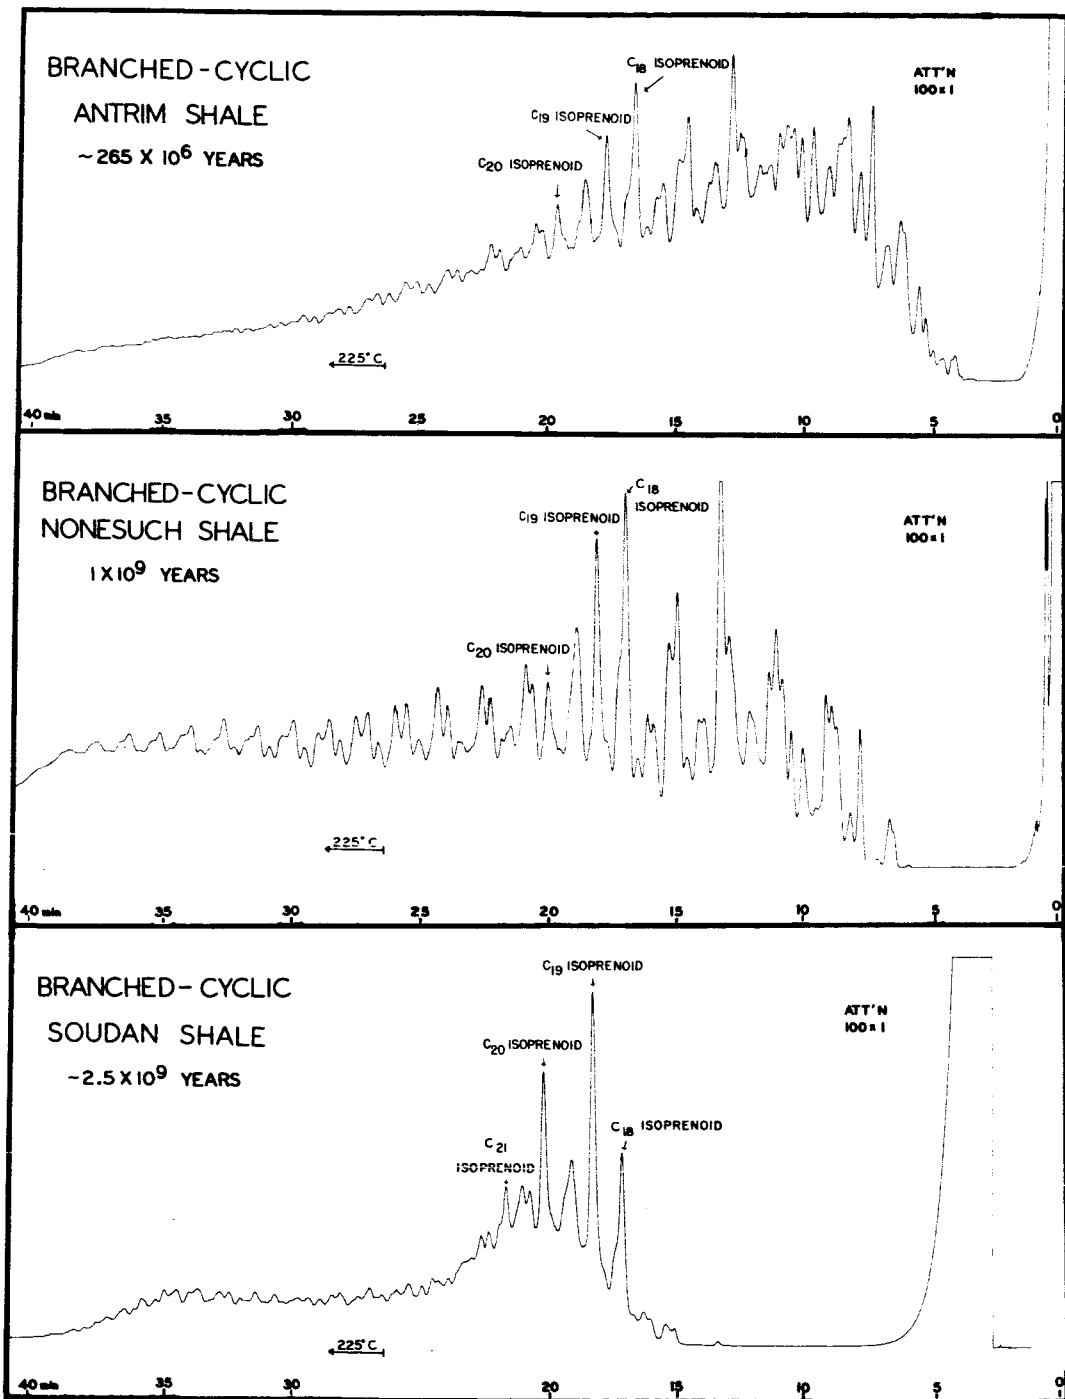 BRANCHED-CYCLIC
ANTRIM SHALE
~265 X 10⁶ YEARS
C₁₈ ISOPRENOID
C₁₉ ISOPRENOID
C₂₀ ISOPRENOID
ATT'N
100 x 1
225° C
40 min 35 30 25 20 15 10 5 0
BRANCHED-CYCLIC
NONESUCH SHALE
1 X 10⁹ YEARS
C₁₈
ISOPRENOID
C₁₉ ISOPRENOID
C₂₀ ISOPRENOID
ATT'N
100 x 1
225° C
40 min 35 30 25 20 15 10 5 0
BRANCHED-CYCLIC
SOUDAN SHALE
~2.5 X 10⁹ YEARS
C₁₉ ISOPRENOID
C₂₀ ISOPRENOID
C₂₁
ISOPRENOID
C₁₈ ISOPRENOID
ATT'N
100 x 1
225° C
40 min 35 30 25 20 15 10 5 0